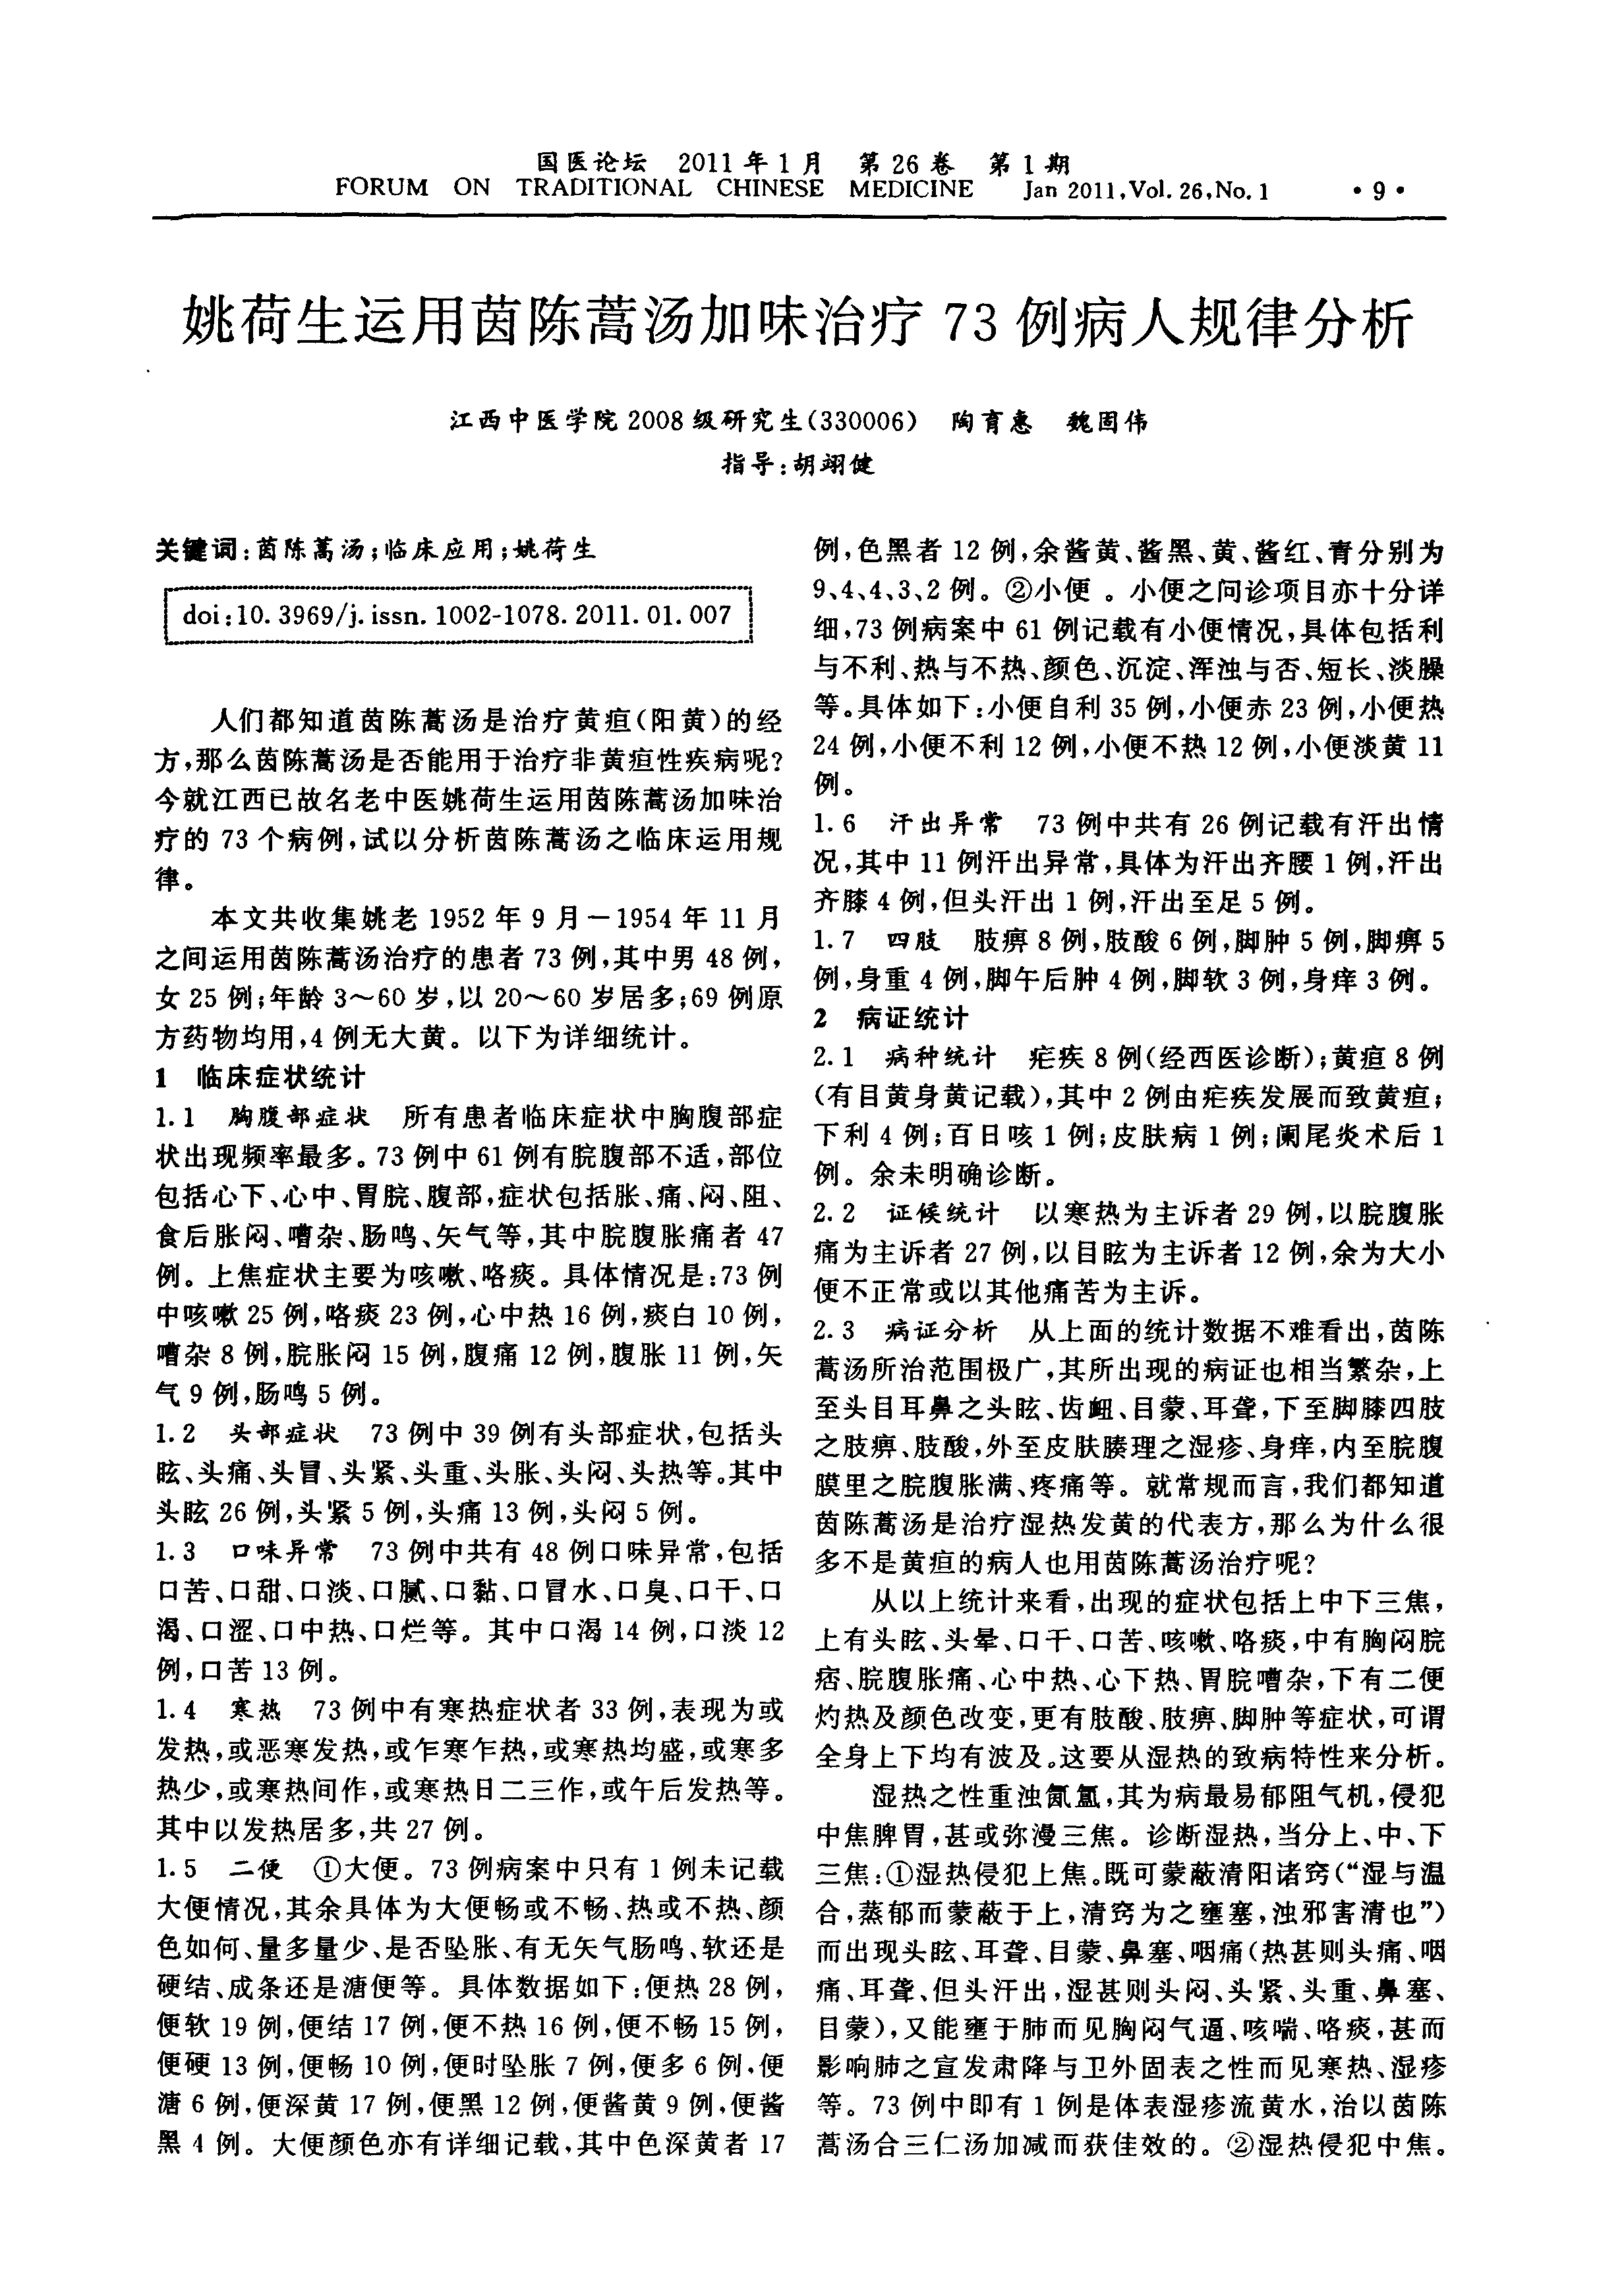 国医论坛 2011年1月 第26卷 第1期
FORUM ON TRADITIONAL CHINESE MEDICINE Jan 2011,Vol.26,No.1 ·9·
姚荷生运用茵陈蒿汤加味治疗73例病人规律分析
江西中医学院2008级研究生(330006) 陶育惠 魏固伟
指导:胡翊健
关键词:茵陈蒿汤;临床应用;姚荷生
doi:10.3969/j.issn.1002-1078.2011.01.007
人们都知道茵陈蒿汤是治疗黄疸(阳黄)的经
方,那么茵陈蒿汤是否能用于治疗非黄疸性疾病呢?
今就江西已故名老中医姚荷生运用茵陈蒿汤加味治
疗的73个病例,试以分析茵陈蒿汤之临床运用规
律。
本文共收集姚老1952年9月—1954年11月
之间运用茵陈蒿汤治疗的患者73例,其中男48例,
女25例;年龄3~60岁,以20~60岁居多;69例原
方药物均用,4例无大黄。以下为详细统计。
1 临床症状统计
1.1 胸腹部症状 所有患者临床症状中胸腹部症
状出现频率最多。73例中61例有脘腹部不适,部位
包括心下、心中、胃脘、腹部,症状包括胀、痛、闷、阻、
食后胀闷、嘈杂、肠鸣、矢气等,其中脘腹胀痛者47
例。上焦症状主要为咳嗽、咯痰。具体情况是:73例
中咳嗽25例,咯痰23例,心中热16例,痰白10例,
嘈杂8例,脘胀闷15例,腹痛12例,腹胀11例,矢
气9例,肠鸣5例。
1.2 头部症状 73例中39例有头部症状,包括头
眩、头痛、头冒、头紧、头重、头胀、头闷、头热等。其中
头眩26例,头紧5例,头痛13例,头闷5例。
1.3 口味异常 73例中共有48例口味异常,包括
口苦、口甜、口淡、口腻、口黏、口冒水、口臭、口干、口
渴、口涩、口中热、口烂等。其中口渴14例,口淡12
例,口苦13例。
1.4 寒热 73例中有寒热症状者33例,表现为或
发热,或恶寒发热,或乍寒乍热,或寒热均盛,或寒多
热少,或寒热间作,或寒热日二三作,或午后发热等。
其中以发热居多,共27例。
1.5 二便 ①大便。73例病案中只有1例未记载
大便情况,其余具体为大便畅或不畅、热或不热、颜
色如何、量多量少、是否坠胀、有无矢气肠鸣、软还是
硬结、成条还是溏便等。具体数据如下:便热28例,
便软19例,便结17例,便不热16例,便不畅15例,
便硬13例,便畅10例,便时坠胀7例,便多6例,便
溏6例,便深黄17例,便黑12例,便酱黄9例,便酱
黑4例。大便颜色亦有详细记载,其中色深黄者17
例,色黑者12例,余酱黄、酱黑、黄、酱红、青分别为
9、4、4、3、2例。②小便 。小便之问诊项目亦十分详
细,73例病案中61例记载有小便情况,具体包括利
与不利、热与不热、颜色、沉淀、浑浊与否、短长、淡臊
等。具体如下:小便自利35例,小便赤23例,小便热
24例,小便不利12例,小便不热12例,小便淡黄11
例。
1.6 汗出异常 73例中共有26例记载有汗出情
况,其中11例汗出异常,具体为汗出齐腰1例,汗出
齐膝4例,但头汗出1例,汗出至足5例。
1.7 四肢 肢痹8例,肢酸6例,脚肿5例,脚痹5
例,身重4例,脚午后肿4例,脚软3例,身痒3例。
2 病证统计
2.1 病种统计 疟疾8例(经西医诊断);黄疸8例
(有目黄身黄记载),其中2例由疟疾发展而致黄疸;
下利4例;百日咳1例;皮肤病1例;阑尾炎术后1
例。余未明确诊断。
2.2 证候统计 以寒热为主诉者29例,以脘腹胀
痛为主诉者27例,以目眩为主诉者12例,余为大小
便不正常或以其他痛苦为主诉。
2.3 病证分析 从上面的统计数据不难看出,茵陈
蒿汤所治范围极广,其所出现的病证也相当繁杂,上
至头目耳鼻之头眩、齿衄、目蒙、耳聋,下至脚膝四肢
之肢痹、肢酸,外至皮肤腠理之湿疹、身痒,内至脘腹
膜里之脘腹胀满、疼痛等。就常规而言,我们都知道
茵陈蒿汤是治疗湿热发黄的代表方,那么为什么很
多不是黄疸的病人也用茵陈蒿汤治疗呢?
从以上统计来看,出现的症状包括上中下三焦,
上有头眩、头晕、口干、口苦、咳嗽、咯痰,中有胸闷脘
痞、脘腹胀痛、心中热、心下热、胃脘嘈杂,下有二便
灼热及颜色改变,更有肢酸、肢痹、脚肿等症状,可谓
全身上下均有波及。这要从湿热的致病特性来分析。
湿热之性重浊氤氲,其为病最易郁阻气机,侵犯
中焦脾胃,甚或弥漫三焦。诊断湿热,当分上、中、下
三焦:①湿热侵犯上焦。既可蒙蔽清阳诸窍(“湿与温
合,蒸郁而蒙蔽于上,清窍为之壅塞,浊邪害清也”)
而出现头眩、耳聋、目蒙、鼻塞、咽痛(热甚则头痛、咽
痛、耳聋、但头汗出,湿甚则头闷、头紧、头重、鼻塞、
目蒙),又能壅于肺而见胸闷气逼、咳喘、咯痰,甚而
影响肺之宣发肃降与卫外固表之性而见寒热、湿疹
等。73例中即有1例是体表湿疹流黄水,治以茵陈
蒿汤合三仁汤加减而获佳效的。②湿热侵犯中焦。